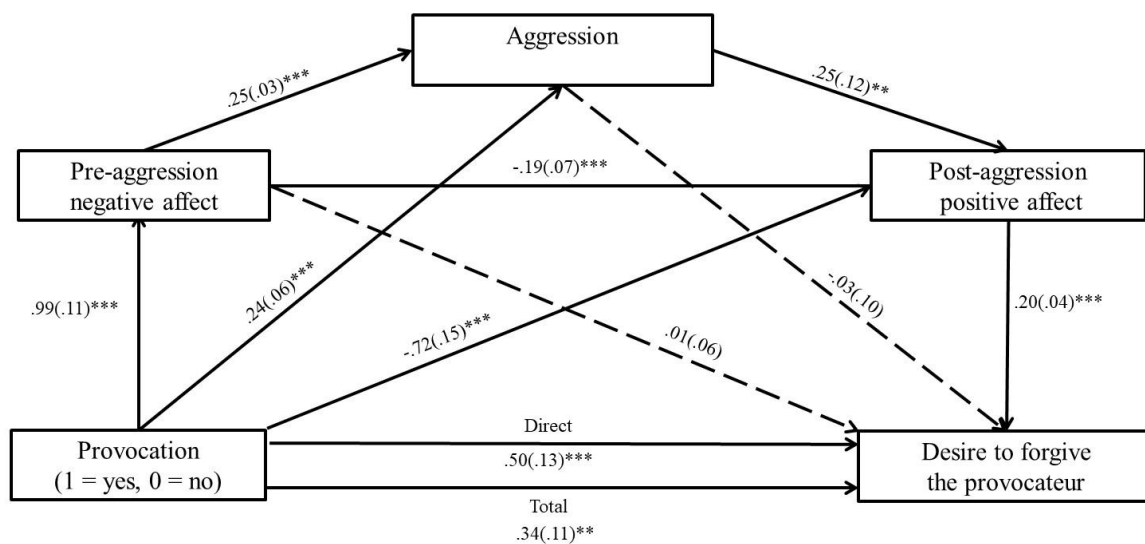 Aggression
.25(.03)***
.25(.12)**
Pre-aggression
negative affect
-.19(.07)***
Post-aggression
positive affect
.99(.11)***
.24(.06)***
-.72(.15)***
.01(.06)
-.03(.10)
.20(.04)***
Provocation
(1 = yes, 0 = no)
Direct
.50(.13)***
Total
.34(.11)**
Desire to forgive
the provocateur